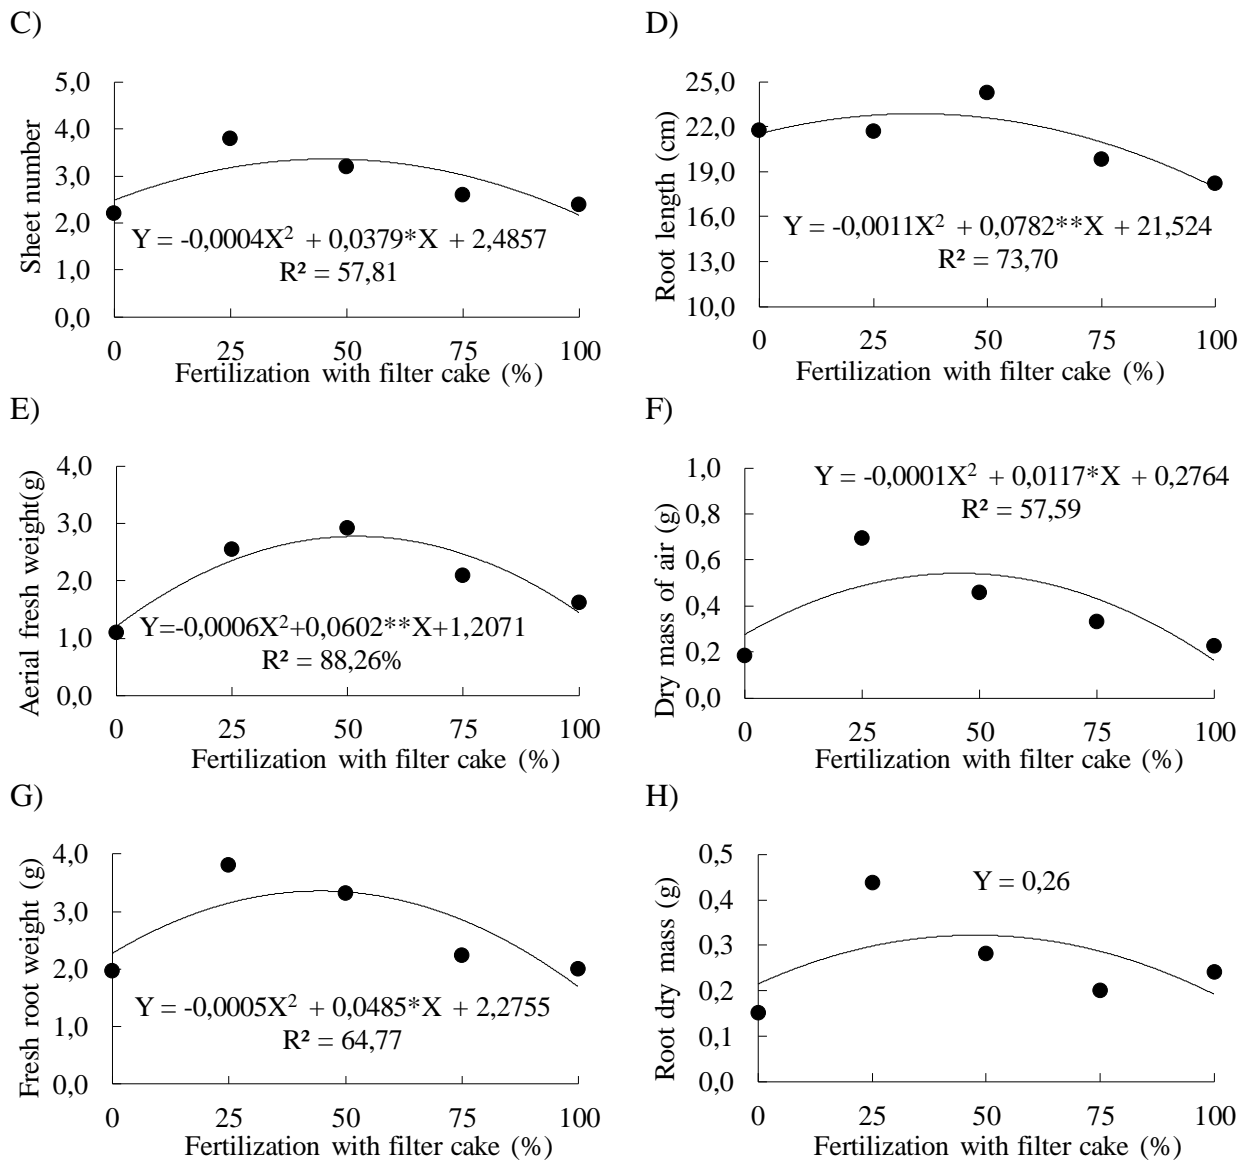 C)
Sheet number
5,0
4,0
3,0
2,0
1,0
0,0
Y = -0,0004X² + 0,0379*X + 2,4857
R² = 57,81
0 25 50 75 100
Fertilization with filter cake (%)
D)
Root length (cm)
25,0
22,0
19,0
16,0
13,0
10,0
Y = -0,0011X² + 0,0782**X + 21,524
R² = 73,70
0 25 50 75 100
Fertilization with filter cake (%)
E)
Aerial fresh weight(g)
4,0
3,0
2,0
1,0
0,0
Y=-0,0006X²+0,0602**X+1,2071
R² = 88,26%
0 25 50 75 100
Fertilization with filter cake (%)
F)
Dry mass of air (g)
1,0
0,8
0,6
0,4
0,2
0,0
Y = -0,0001X² + 0,0117*X + 0,2764
R² = 57,59
0 25 50 75 100
Fertilization with filter cake (%)
G)
Fresh root weight (g)
4,0
3,0
2,0
1,0
0,0
Y = -0,0005X² + 0,0485*X + 2,2755
R² = 64,77
0 25 50 75 100
Fertilization with filter cake (%)
H)
Root dry mass (g)
0,5
0,4
0,3
0,2
0,1
0,0
Y = 0,26
0 25 50 75 100
Fertilization with filter cake (%)